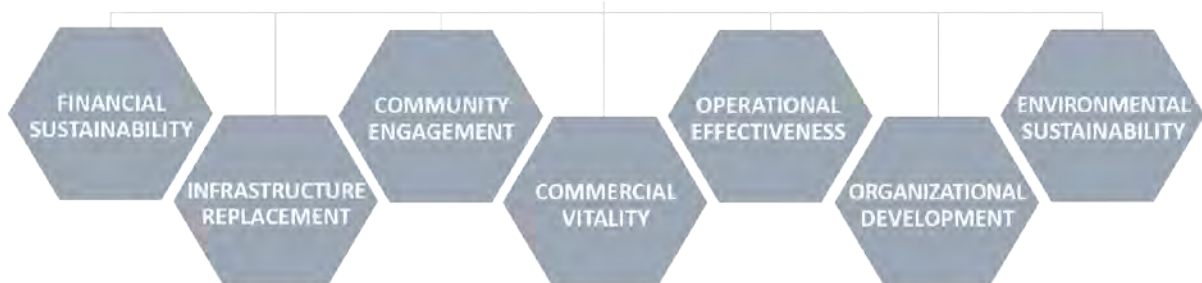 FINANCIAL
SUSTAINABILITY
INFRASTRUCTURE
REPLACEMENT
COMMUNITY
ENGAGEMENT
COMMERCIAL
VITALITY
OPERATIONAL
EFFECTIVENESS
ORGANIZATIONAL
DEVELOPMENT
ENVIRONMENTAL
SUSTAINABILITY